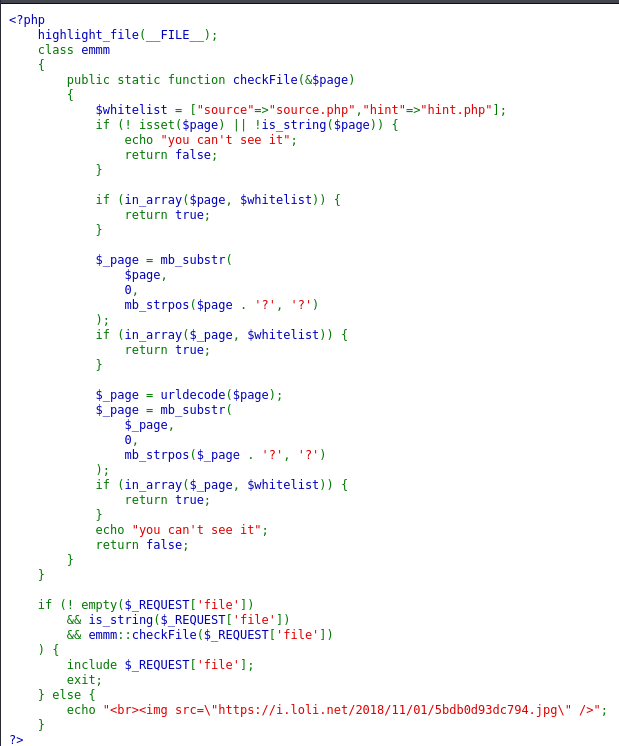 <?php
    highlight_file(__FILE__);
    class emmm
    {
        public static function checkFile(&$page)
        {
            $whitelist = ["source"=>"source.php","hint"=>"hint.php"];
            if (! isset($page) || !is_string($page)) {
                echo "you can't see it";
                return false;
            }

            if (in_array($page, $whitelist)) {
                return true;
            }

            $_page = mb_substr(
                $page,
                0,
                mb_strpos($page . '?', '?')
            );
            if (in_array($_page, $whitelist)) {
                return true;
            }

            $_page = urldecode($page);
            $_page = mb_substr(
                $_page,
                0,
                mb_strpos($_page . '?', '?')
            );
            if (in_array($_page, $whitelist)) {
                return true;
            }
            echo "you can't see it";
            return false;
        }
    }

    if (! empty($_REQUEST['file'])
        && is_string($_REQUEST['file'])
        && emmm::checkFile($_REQUEST['file'])
    ) {
        include $_REQUEST['file'];
        exit;
    } else {
        echo "<br><img src=\"https://i.loli.net/2018/11/01/5bdb0d93dc794.jpg\" />";
    }
?>